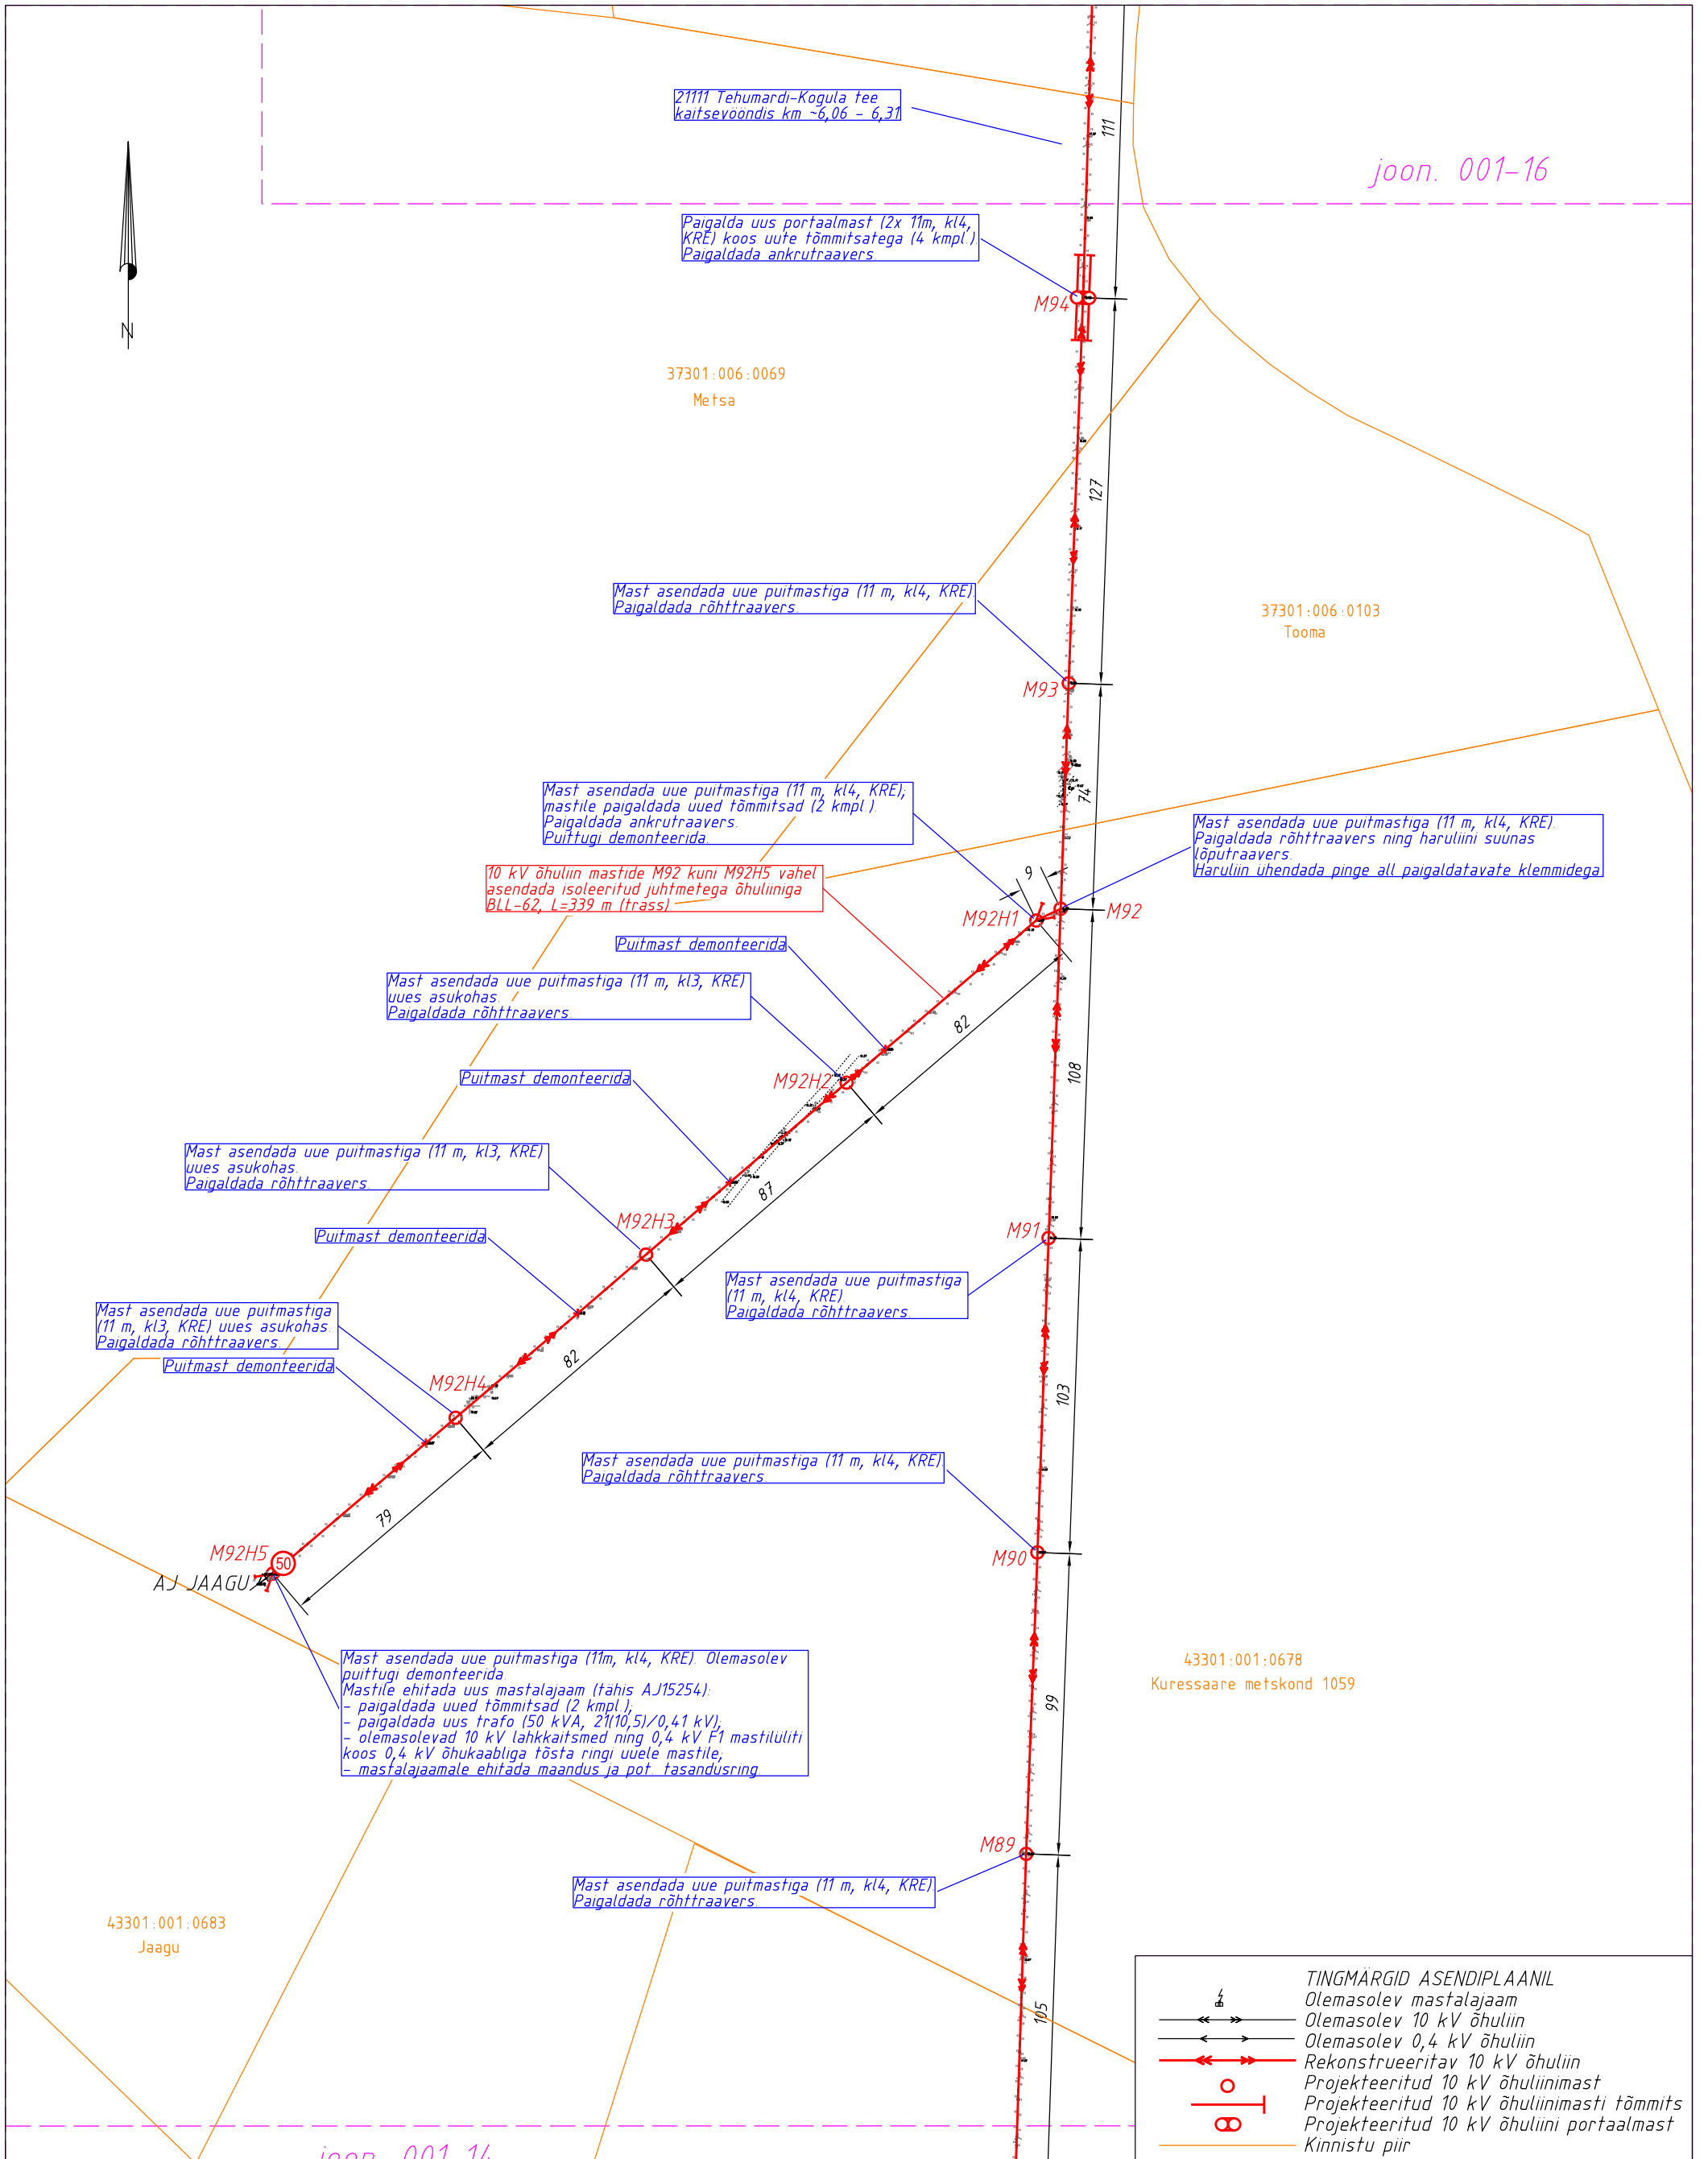 21111 Tehumardi-Kogula tee
kaitsevööndis km ~6,06 - 6,31
111
joon. 001-16
Paigalda uus portaalmast (2x 11m, kl4,
KRE) koos uute tõmmitsatega (4 kmpl.).
Paigaldada ankrutraavers.
M94
N
37301:006:0069
Metsa
127
Mast asendada uue puitmastiga (11 m, kl4, KRE).
Paigaldada rõhttraavers.
37301:006:0103
Tooma
M93
74
Mast asendada uue puitmastiga (11 m, kl4, KRE);
mastile paigaldada uued tõmmitsad (2 kmpl.).
Paigaldada ankrutraavers.
Puittugi demonteerida.
Mast asendada uue puitmastiga (11 m, kl4, KRE).
Paigaldada rõhttraavers ning haruliini suunas
lõputraavers.
Haruliin ühendada pinge all paigaldatavate klemmidega
10 kV õhuliin mastide M92 kuni M92H5 vahel
asendada isoleeritud juhtmetega õhuliiniga
BLL-62, L=339 m (trass).
9
M92H1
M92
Puitmast demonteerida
Mast asendada uue puitmastiga (11 m, kl3, KRE)
uues asukohas.
Paigaldada rõhttraavers.
82
108
M92H2
Puitmast demonteerida
Mast asendada uue puitmastiga (11 m, kl3, KRE)
uues asukohas.
Paigaldada rõhttraavers.
87
M92H3
M91
Puitmast demonteerida
Mast asendada uue puitmastiga
(11 m, kl4, KRE).
Paigaldada rõhttraavers.
Mast asendada uue puitmastiga
(11 m, kl3, KRE) uues asukohas.
Paigaldada rõhttraavers.
Puitmast demonteerida
82
M92H4
103
Mast asendada uue puitmastiga (11 m, kl4, KRE).
Paigaldada rõhttraavers.
79
M92H5
50
AJ JAAGU
M90
Mast asendada uue puitmastiga (11m, kl4, KRE). Olemasolev
puittugi demonteerida.
Mastile ehitada uus mastalajaam (tähis AJ15254):
- paigaldada uued tõmmitsad (2 kmpl.);
- paigaldada uus trafo (50 kVA, 21(10,5)/0,41 kV);
- olemasolevad 10 kV lahkkaitsmed ning 0,4 kV F1 mastilüliti
koos 0,4 kV õhukaabliga tõsta ringi uuele mastile;
- mastalajaamale ehitada maandus ja pot. tasandusring.
43301:001:0678
Kuressaare metskond 1059
99
M89
Mast asendada uue puitmastiga (11 m, kl4, KRE).
Paigaldada rõhttraavers.
43301:001:0683
Jaagu
105
TINGMÄRGID ASENDIPLAANIL
Olemasolev mastalajaam
Olemasolev 10 kV õhuliin
Olemasolev 0,4 kV õhuliin
Rekonstrueeritav 10 kV õhuliin
Projekteeritud 10 kV õhuliinimast
Projekteeritud 10 kV õhuliinimasti tõmmits
Projekteeritud 10 kV õhuliini portaalmast
Kinnistu piir
joon. 001-14